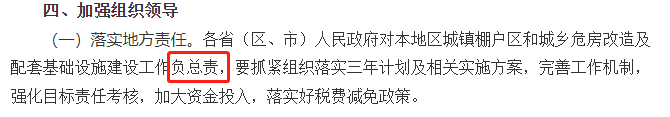 四、加强组织领导
（一）落实地方责任。各省（区、市）人民政府对本地区城镇棚户区和城乡危房改造及
配套基础设施建设工作负总责，要抓紧组织落实三年计划及相关实施方案，完善工作机制，
强化目标责任考核，加大资金投入，落实好税费减免政策。